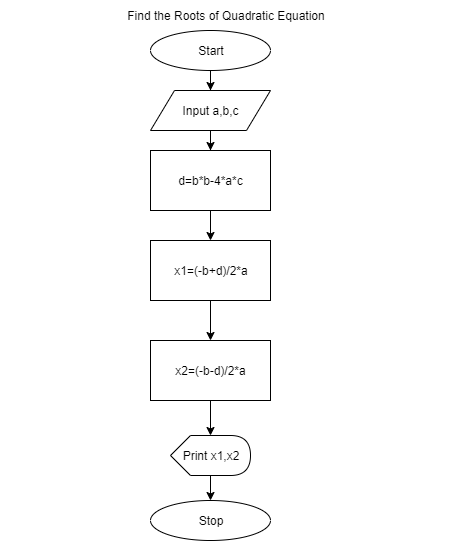 Find the Roots of Quadratic Equation
Start
Input a,b,c
d=b*b-4*a*c
x1=(-b+d)/2*a
x2=(-b-d)/2*a
Print x1,x2
Stop